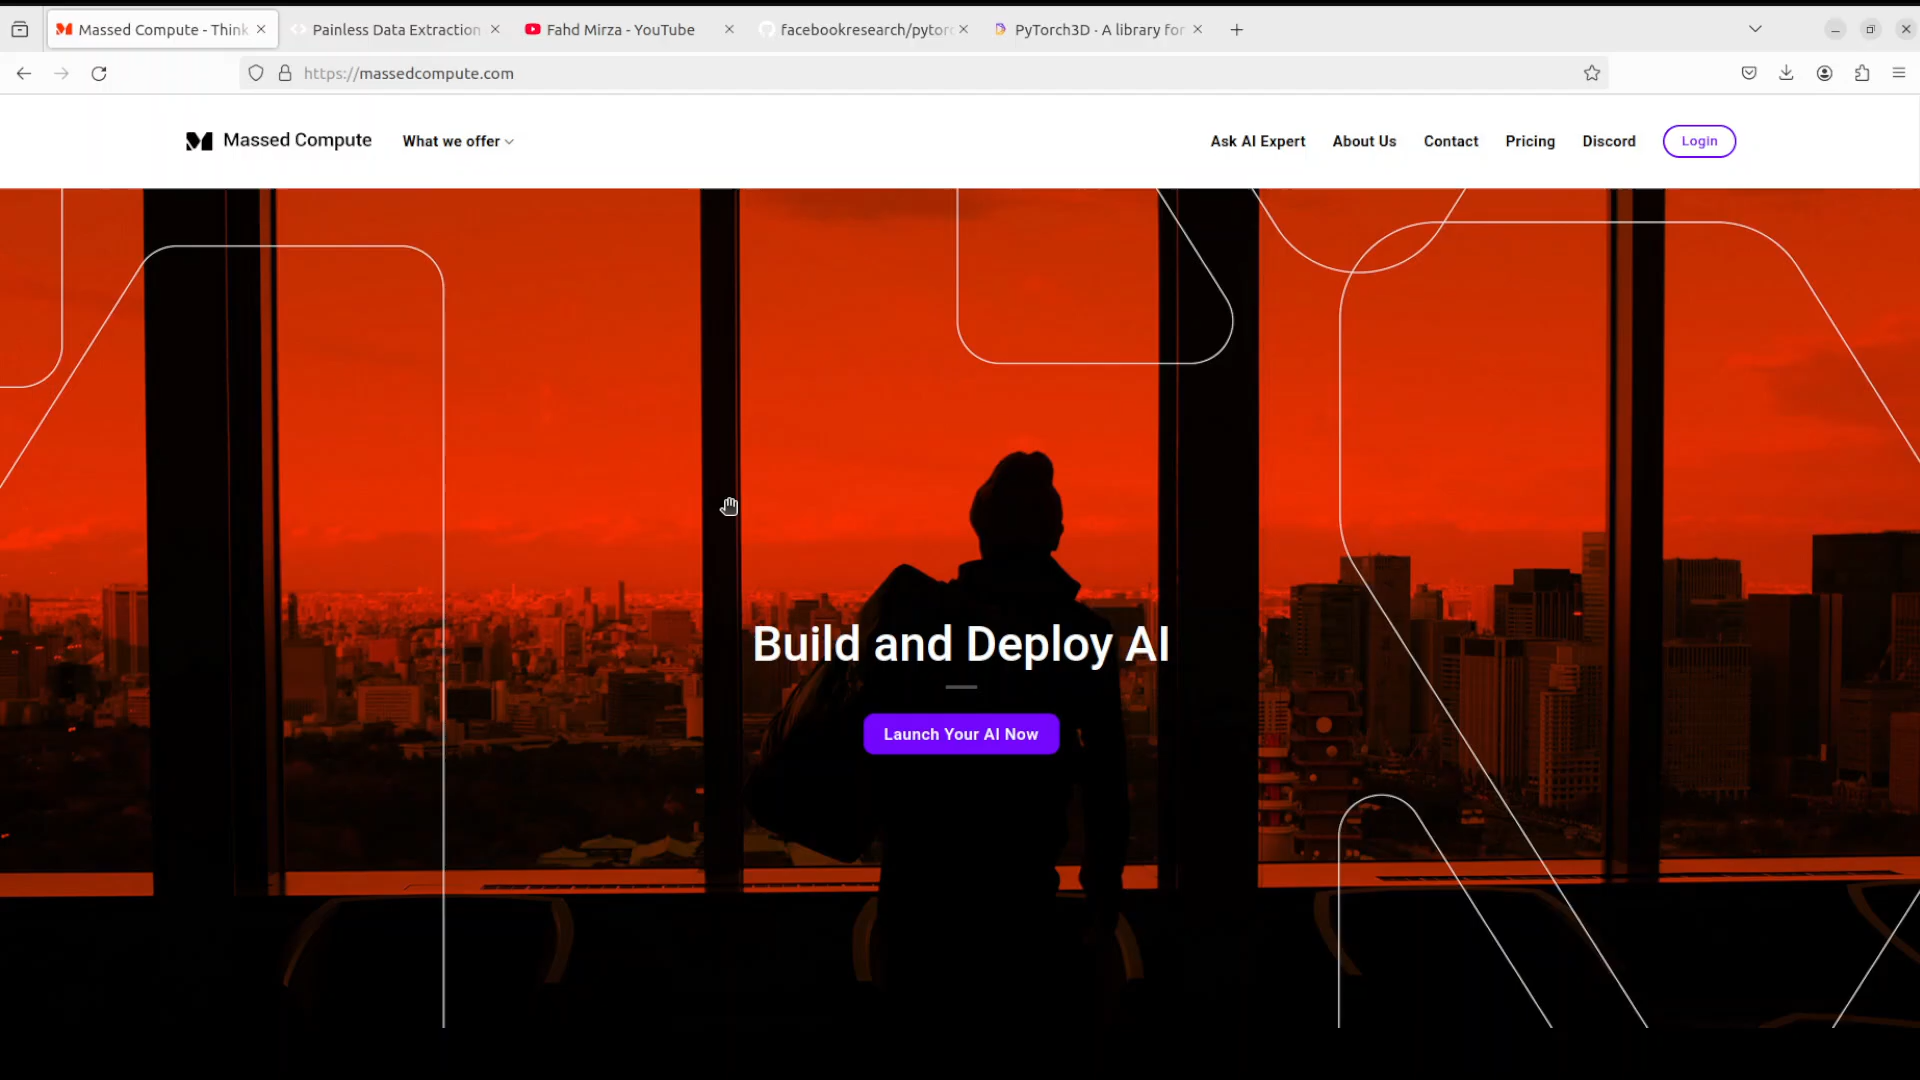 Massed Compute - Think
Painless Data Extraction
Fahd Mirza - YouTube
facebookresearch/pytorc
PyTorch3D · A library for
https://massedcompute.com
Massed Compute
What we offer
Ask AI Expert
About Us
Contact
Pricing
Discord
Login
Build and Deploy AI
Launch Your AI Now